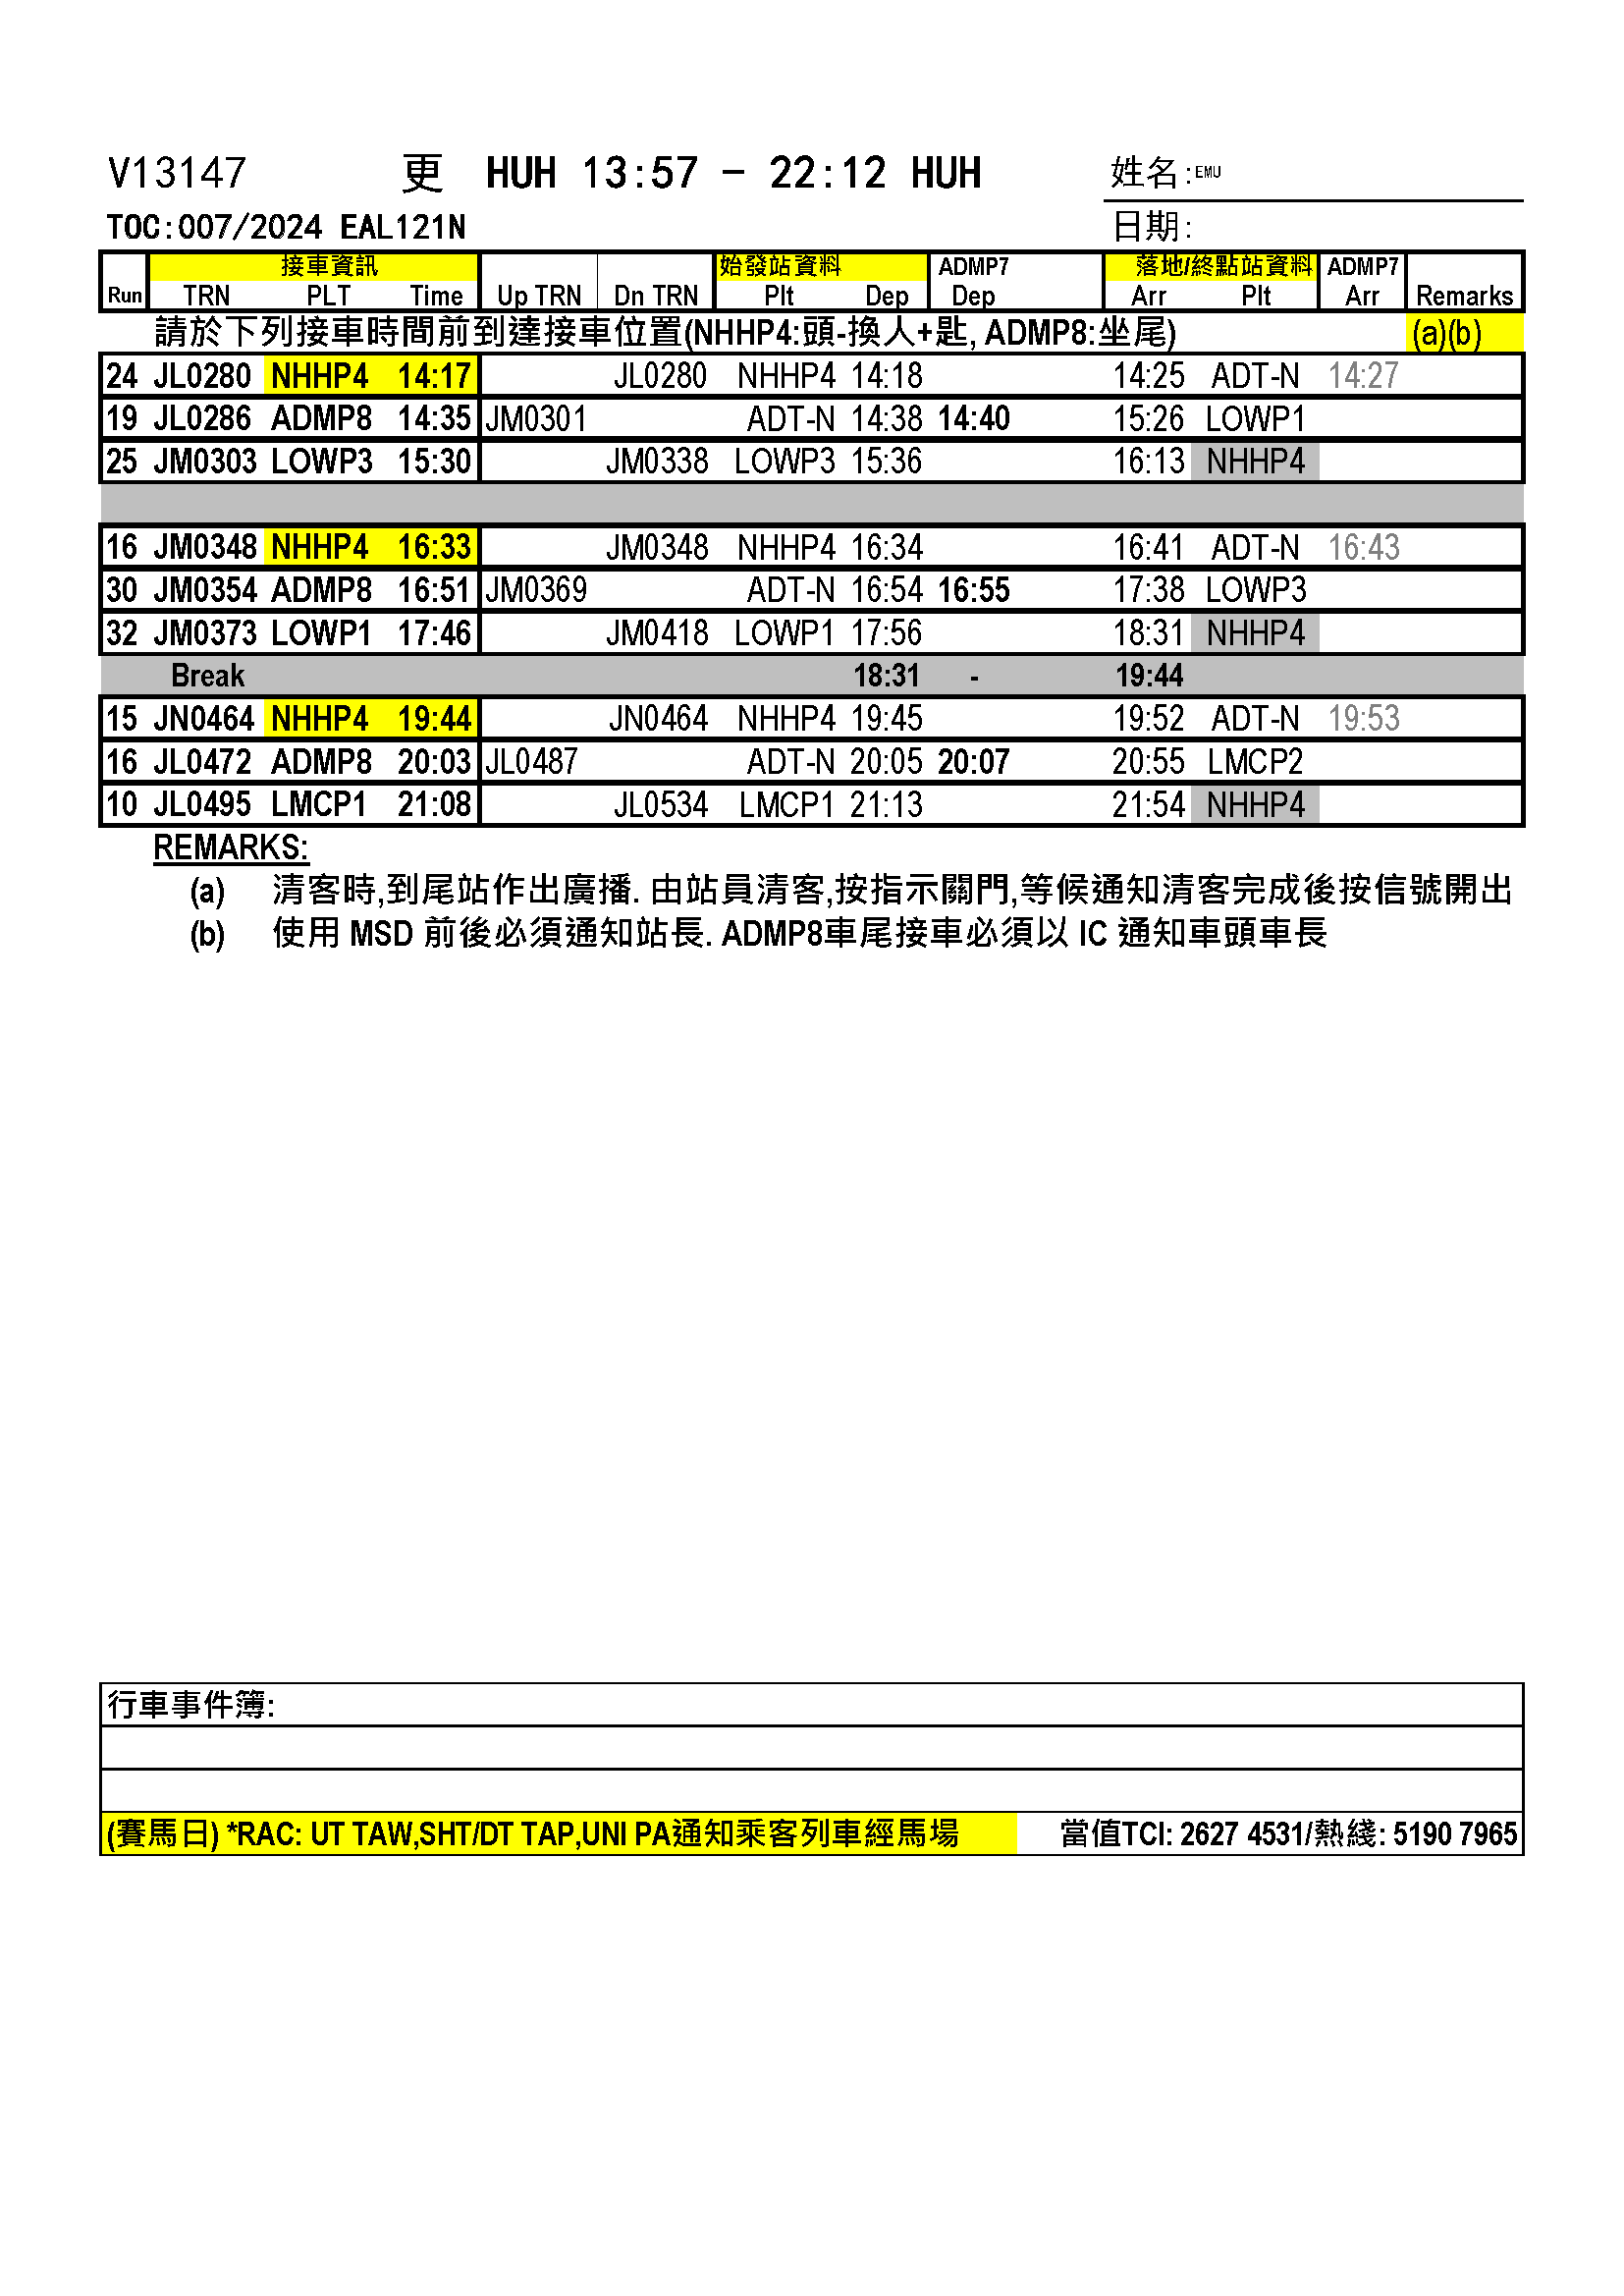 V13147 更 HUH 13:57 - 22:12 HUH 姓名:EMU
TOC:007/2024 EAL121N 日期:
接車資訊 始發站資料 ADMP7 落地/終點站資料 ADMP7
Run TRN PLT Time Up TRN Dn TRN Plt Dep Dep Arr Plt Arr Remarks
請於下列接車時間前到達接車位置(NHHP4:頭-換人+匙, ADMP8:坐尾) (a)(b)
24 JL0280 NHHP4 14:17 JL0280 NHHP4 14:18 14:25 ADT-N 14:27
19 JL0286 ADMP8 14:35 JM0301 ADT-N 14:38 14:40 15:26 LOWP1
25 JM0303 LOWP3 15:30 JM0338 LOWP3 15:36 16:13 NHHP4
16 JM0348 NHHP4 16:33 JM0348 NHHP4 16:34 16:41 ADT-N 16:43
30 JM0354 ADMP8 16:51 JM0369 ADT-N 16:54 16:55 17:38 LOWP3
32 JM0373 LOWP1 17:46 JM0418 LOWP1 17:56 18:31 NHHP4
Break 18:31 - 19:44
15 JN0464 NHHP4 19:44 JN0464 NHHP4 19:45 19:52 ADT-N 19:53
16 JL0472 ADMP8 20:03 JL0487 ADT-N 20:05 20:07 20:55 LMCP2
10 JL0495 LMCP1 21:08 JL0534 LMCP1 21:13 21:54 NHHP4
REMARKS:
(a) 清客時,到尾站作出廣播. 由站員清客,按指示關門,等候通知清客完成後按信號開出
(b) 使用 MSD 前後必須通知站長. ADMP8車尾接車必須以 IC 通知車頭車長
行車事件簿:
(賽馬日) *RAC: UT TAW,SHT/DT TAP,UNI PA通知乘客列車經馬場 當值TCI: 2627 4531/熱綫: 5190 7965